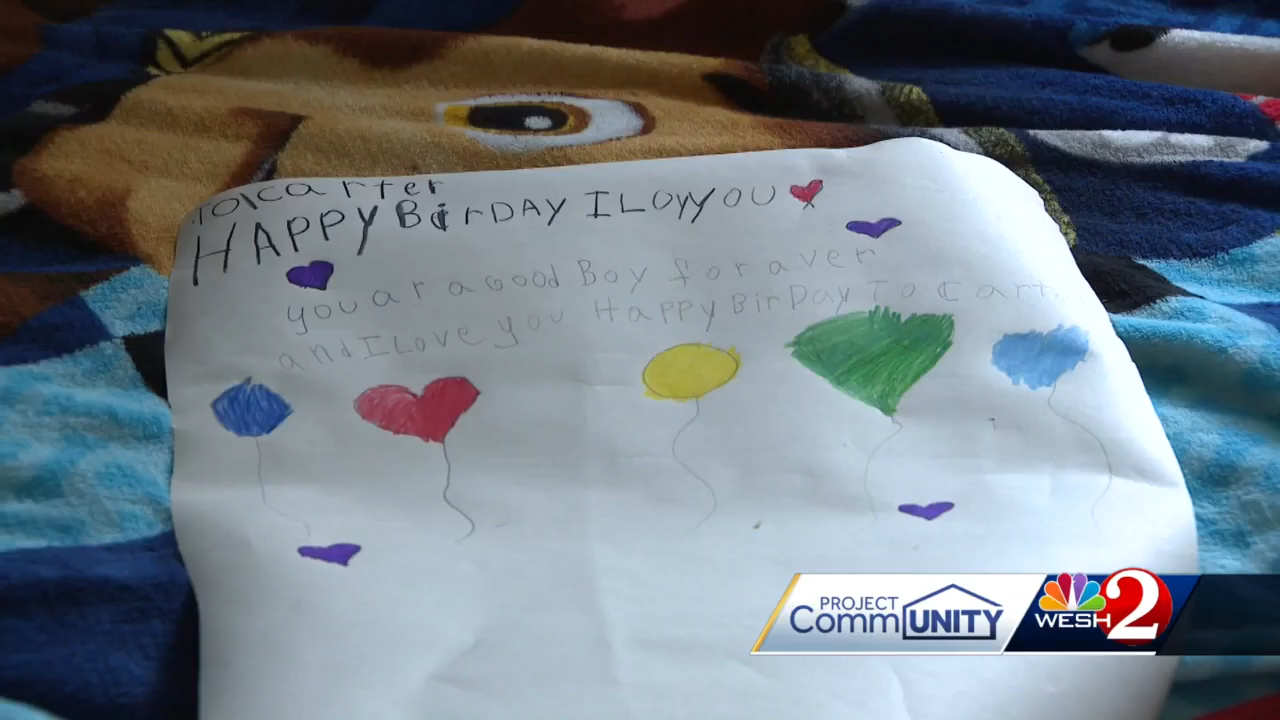 To carter
HAPPY BirDAY I LOVYOU
you ar a Good Boy for aver
and I Love you Happy BirDay To Cart
PROJECT
CommUNITY
WESH 2